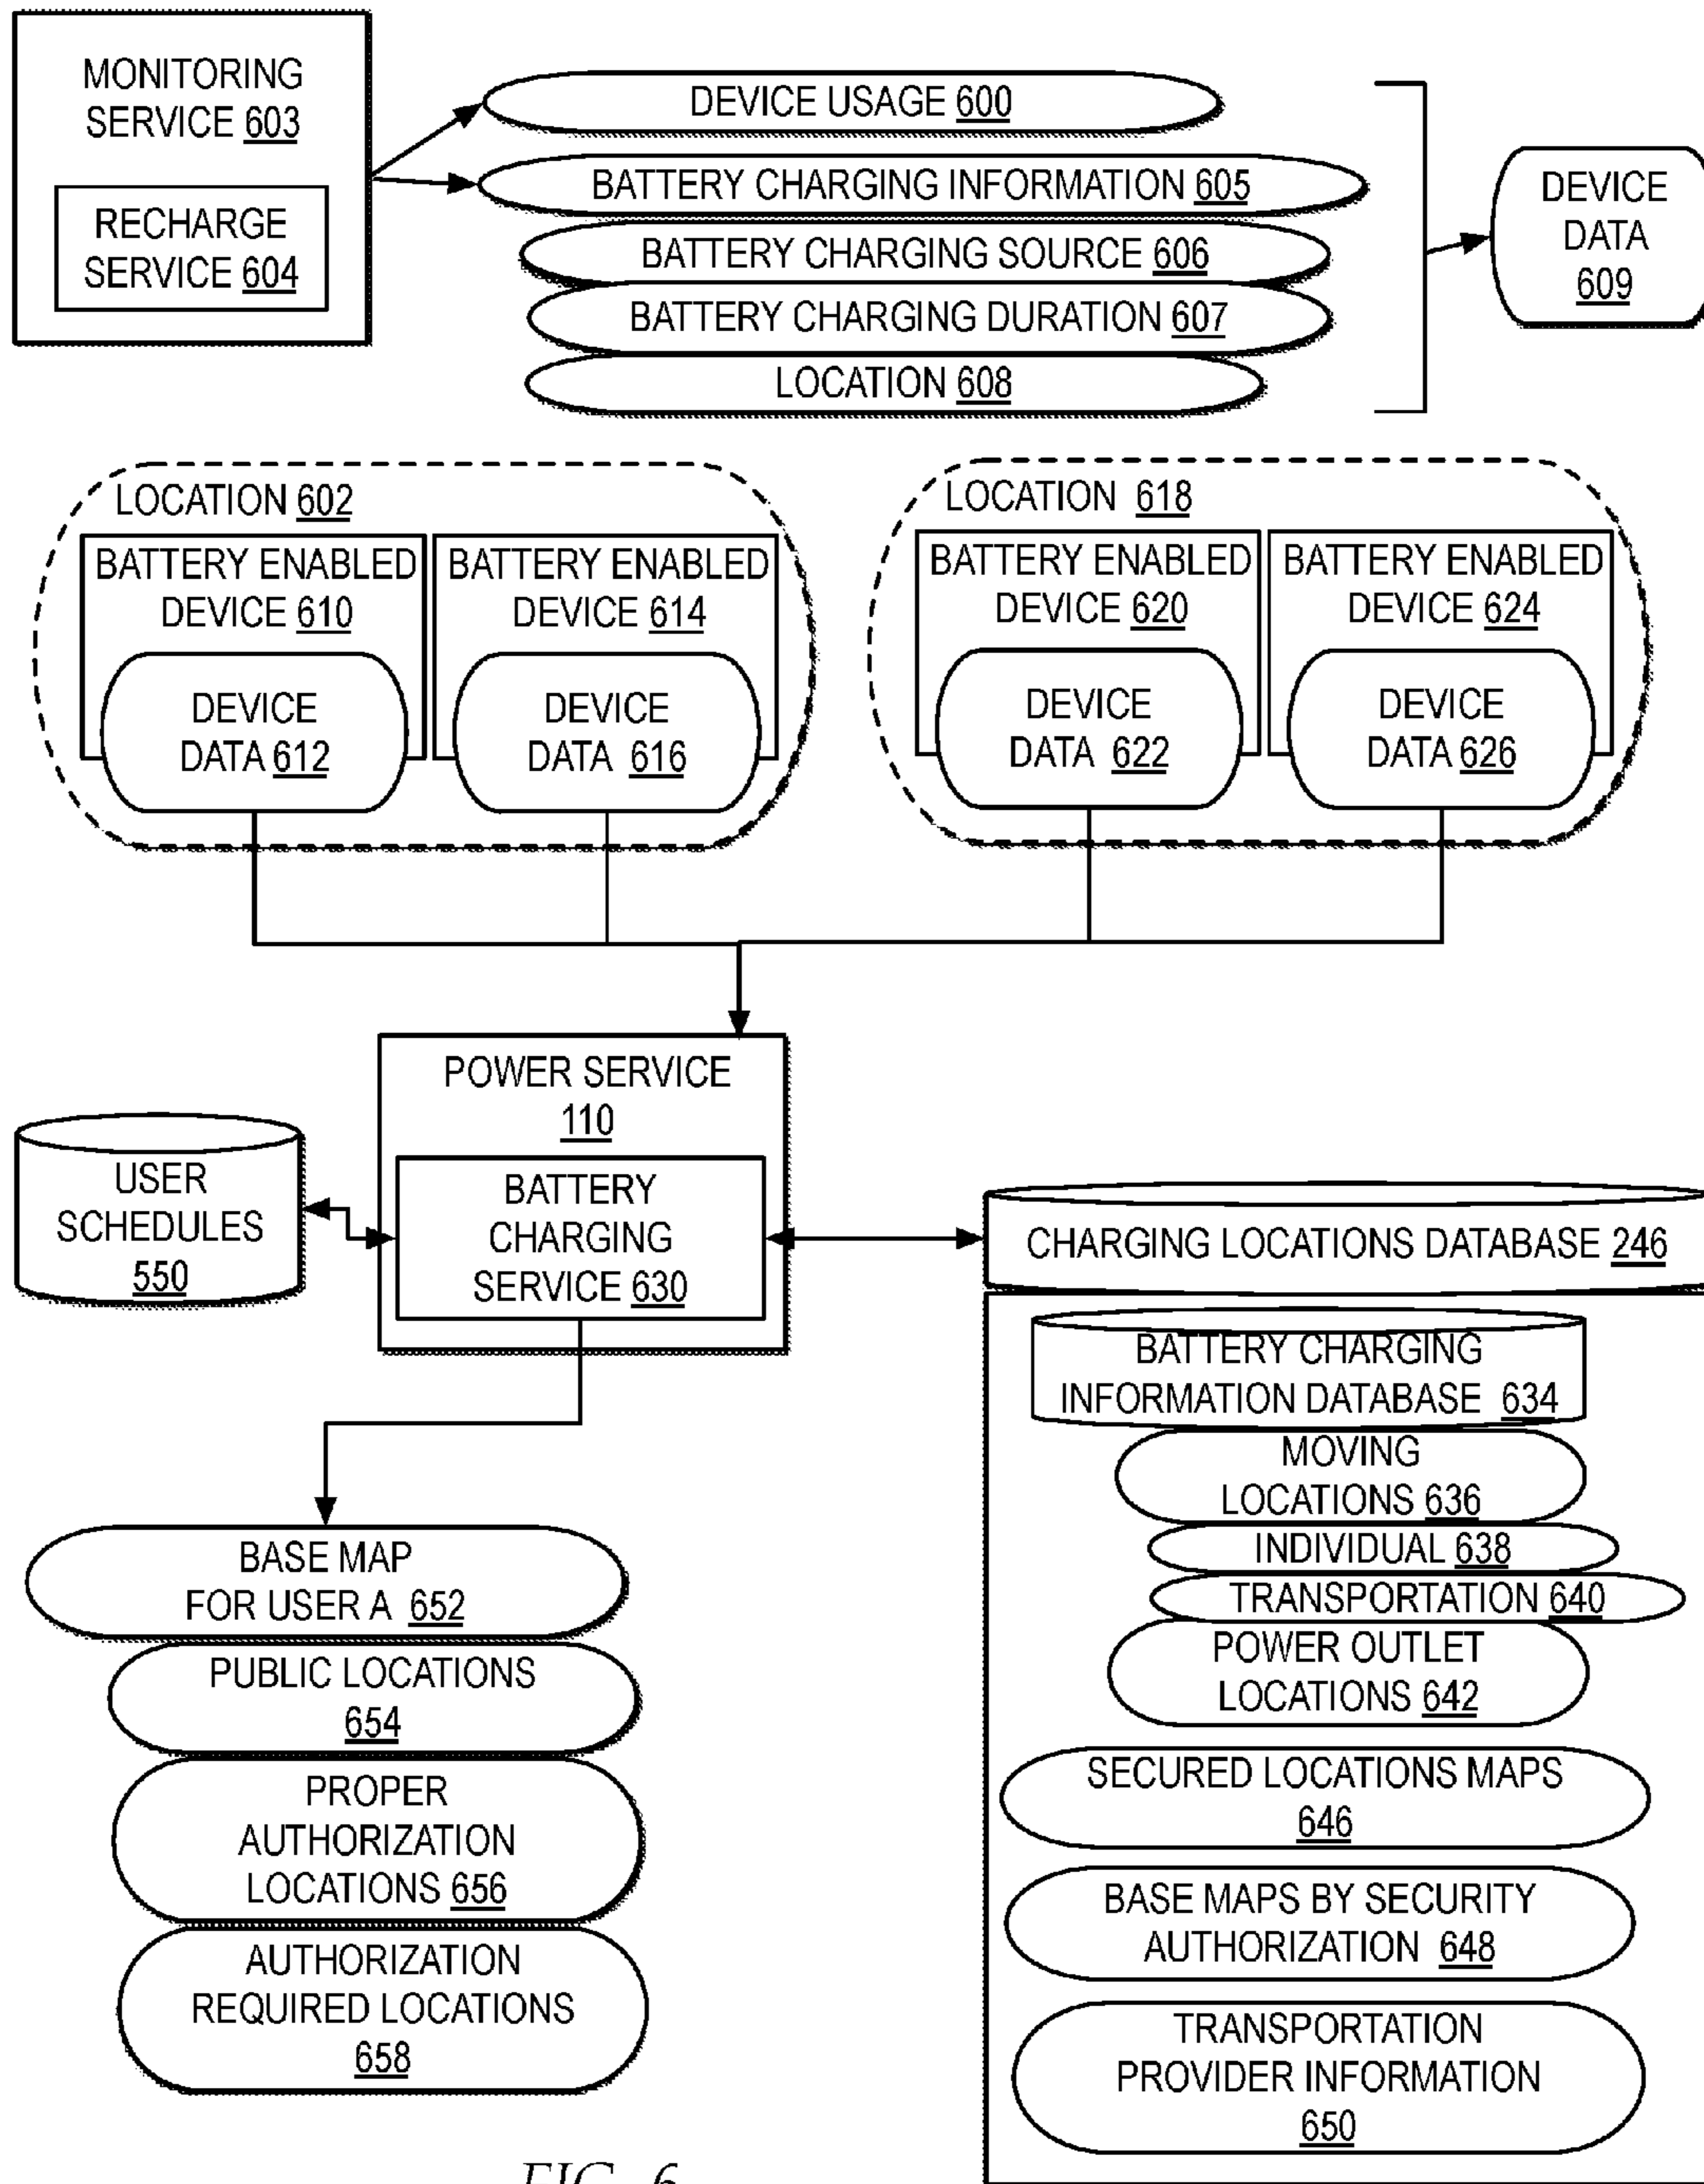 MONITORING
SERVICE 603
RECHARGE
SERVICE 604
DEVICE USAGE 600
BATTERY CHARGING INFORMATION 605
BATTERY CHARGING SOURCE 606
BATTERY CHARGING DURATION 607
LOCATION 608
DEVICE
DATA
609
LOCATION 602
BATTERY ENABLED
DEVICE 610
DEVICE
DATA 612
BATTERY ENABLED
DEVICE 614
DEVICE
DATA 616
LOCATION 618
BATTERY ENABLED
DEVICE 620
DEVICE
DATA 622
BATTERY ENABLED
DEVICE 624
DEVICE
DATA 626
POWER SERVICE
110
BATTERY
CHARGING
SERVICE 630
USER
SCHEDULES
550
CHARGING LOCATIONS DATABASE 246
BATTERY CHARGING
INFORMATION DATABASE 634
MOVING
LOCATIONS 636
INDIVIDUAL 638
TRANSPORTATION 640
POWER OUTLET
LOCATIONS 642
SECURED LOCATIONS MAPS
646
BASE MAPS BY SECURITY
AUTHORIZATION 648
TRANSPORTATION
PROVIDER INFORMATION
650
BASE MAP
FOR USER A 652
PUBLIC LOCATIONS
654
PROPER
AUTHORIZATION
LOCATIONS 656
AUTHORIZATION
REQUIRED LOCATIONS
658
FIG. 6